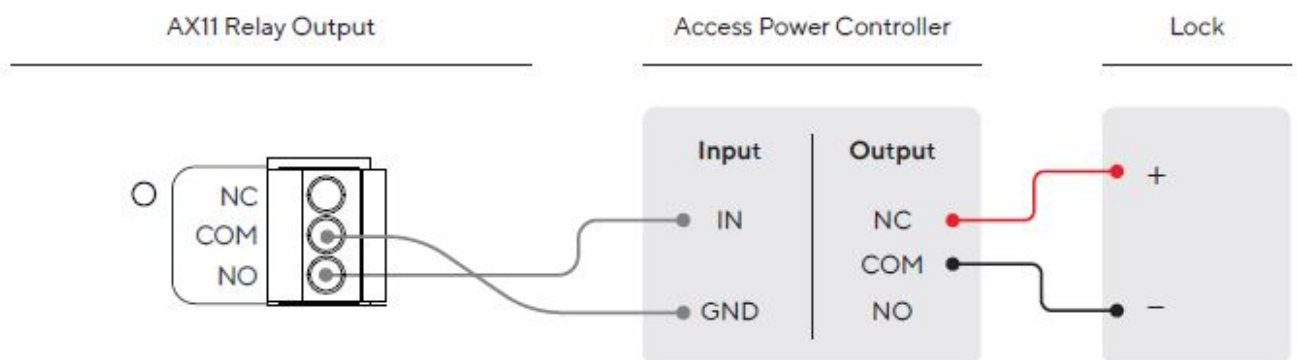 AX11 Relay Output
Access Power Controller
Lock
NC
COM
NO
Input
IN
GND
Output
NC
COM
NO
+
−